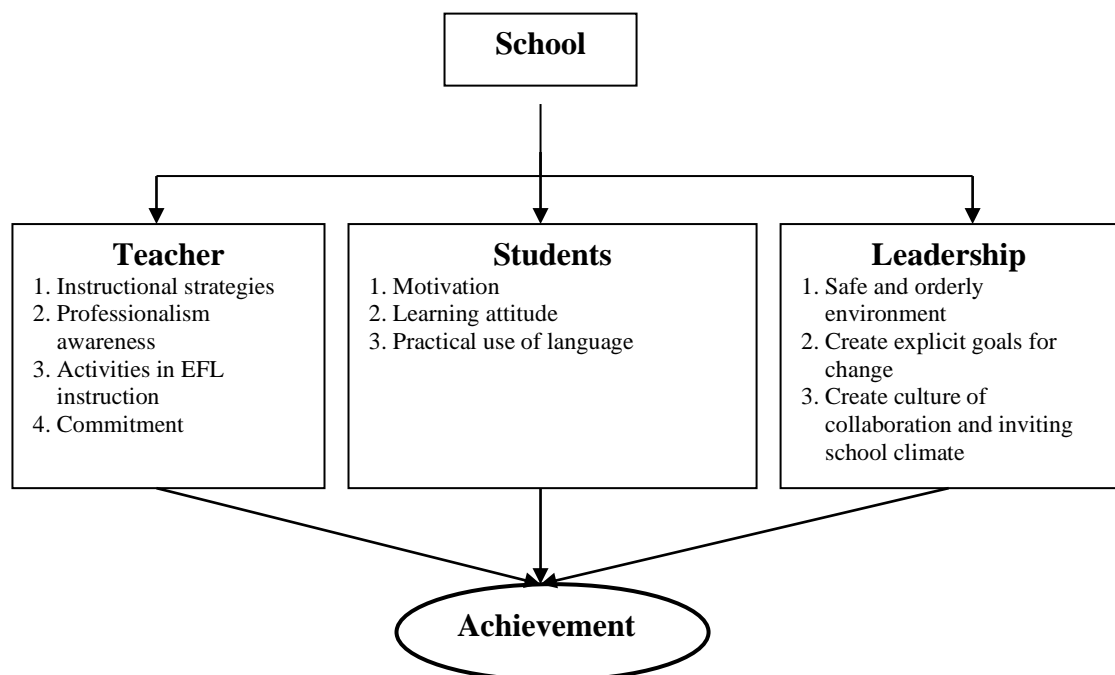 School
Teacher
1. Instructional strategies
2. Professionalism
awareness
3. Activities in EFL
instruction
4. Commitment
Students
1. Motivation
2. Learning attitude
3. Practical use of language
Leadership
1. Safe and orderly
environment
2. Create explicit goals for
change
3. Create culture of
collaboration and inviting
school climate
Achievement